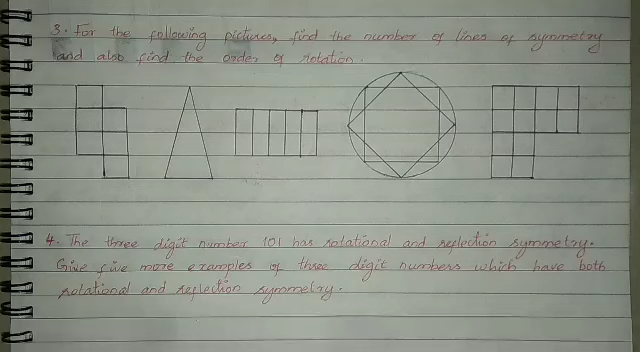 3. For the following pictures, find the number of lines of symmetry
and also find the order of rotation.
4. The three digit number 101 has rotational and reflection symmetry.
Give five more examples of three digit numbers which have both
rotational and reflection symmetry.